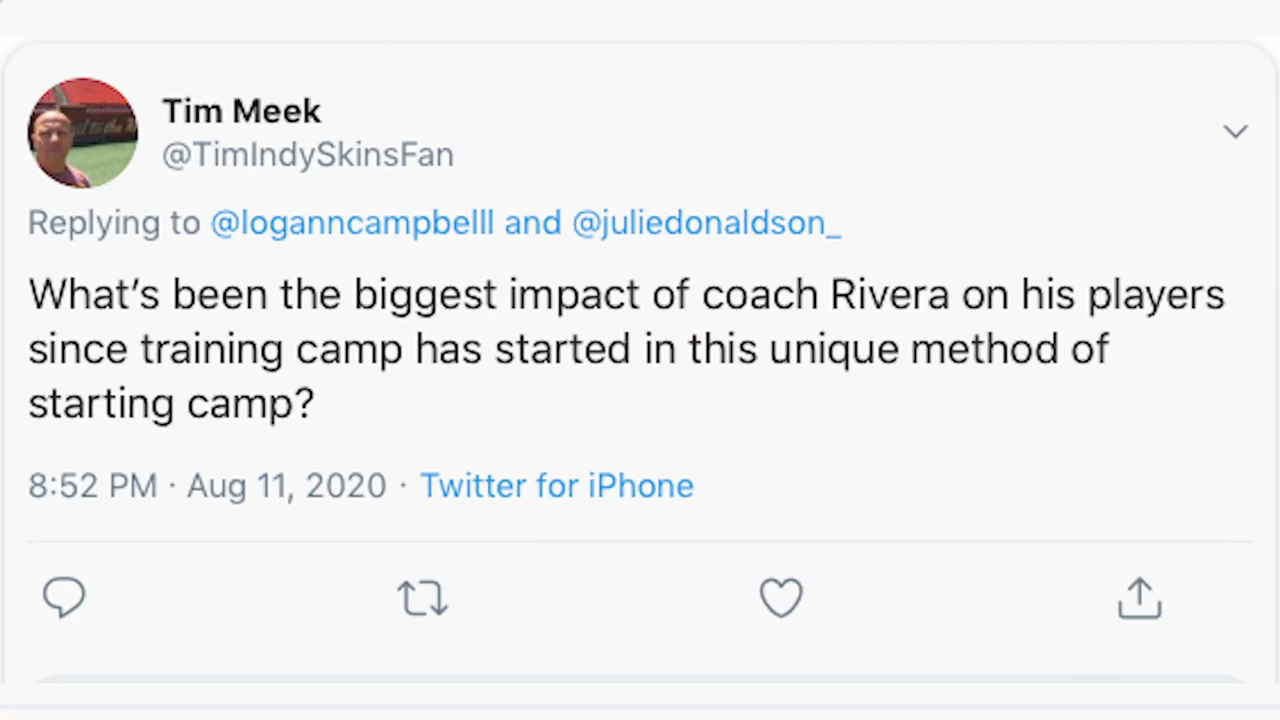 Tim Meek
@TimIndySkinsFan
Replying to @loganncampbelll and @juliedonaldson_
What's been the biggest impact of coach Rivera on his players
since training camp has started in this unique method of
starting camp?
8:52 PM · Aug 11, 2020 · Twitter for iPhone